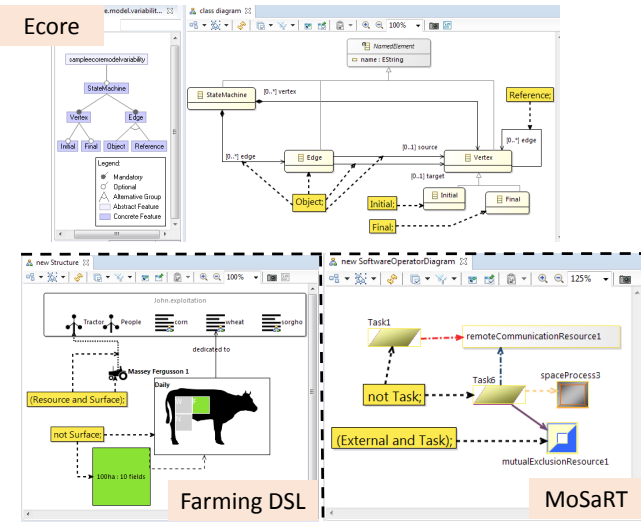 Ecore
e.model.variabilit...
class diagram
100%
sampleecoremodelvariability
StateMachine
Vertex
Edge
Initial
Final
Object
Reference
Legend:
Mandatory
Optional
Alternative Group
Abstract Feature
Concrete Feature
NamedElement
name : EString
StateMachine
[0..*] vertex
Reference;
[0..*] edge
[0..1] source
[0..*] edge
Edge
Vertex
[0..1] target
Object;
Initial;
Initial
Final
Final;
new Structure
100%
John.exploitation
Tractor
People
corn
wheat
sorgho
dedicated to
Massey Fergusson 1
Daily
(Resource and Surface);
not Surface;
100ha : 10 fields
Farming DSL
new SoftwareOperatorDiagram
125%
Task1
remoteCommunicationResource1
Task6
spaceProcess3
not Task;
(External and Task);
mutualExclusionResource1
MoSaRT